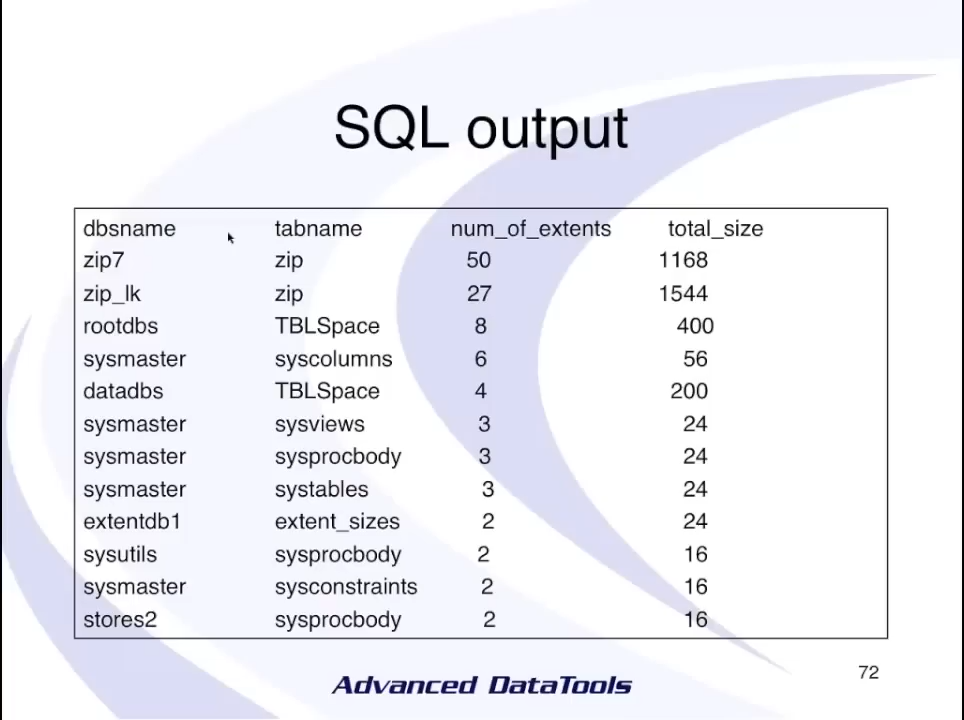 SQL output
dbsname tabname num_of_extents total_size
zip7 zip 50 1168
zip_lk zip 27 1544
rootdbs TBLSpace 8 400
sysmaster syscolumns 6 56
datadbs TBLSpace 4 200
sysmaster sysviews 3 24
sysmaster sysprocbody 3 24
sysmaster systables 3 24
extentdb1 extent_sizes 2 24
sysutils sysprocbody 2 16
sysmaster sysconstraints 2 16
stores2 sysprocbody 2 16
72
Advanced DataTools